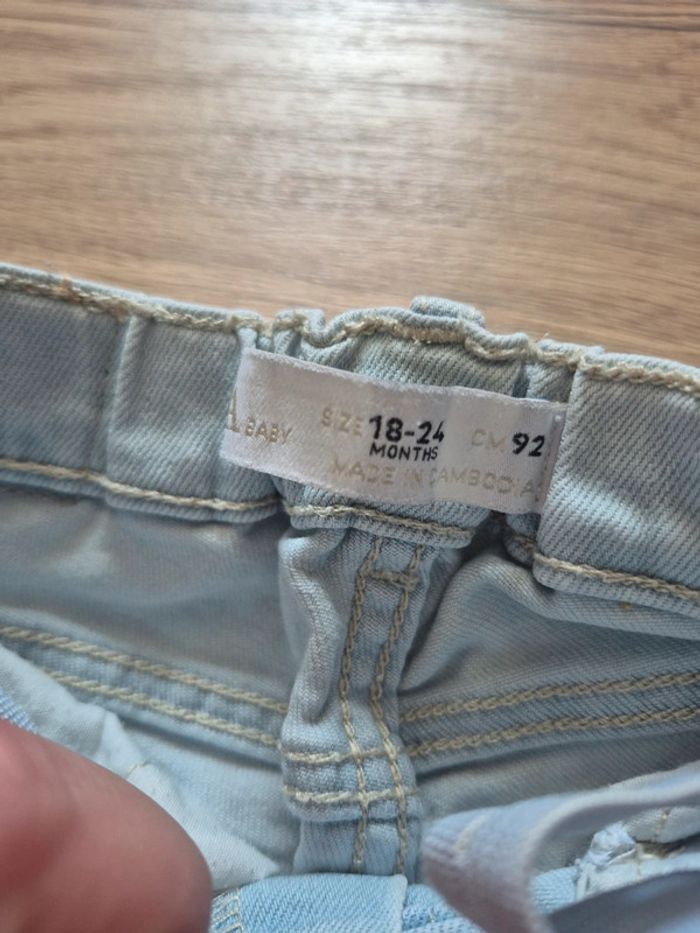 A BABY SIZE 18-24 CM 92
MONTHS
MADE IN CAMBODIA